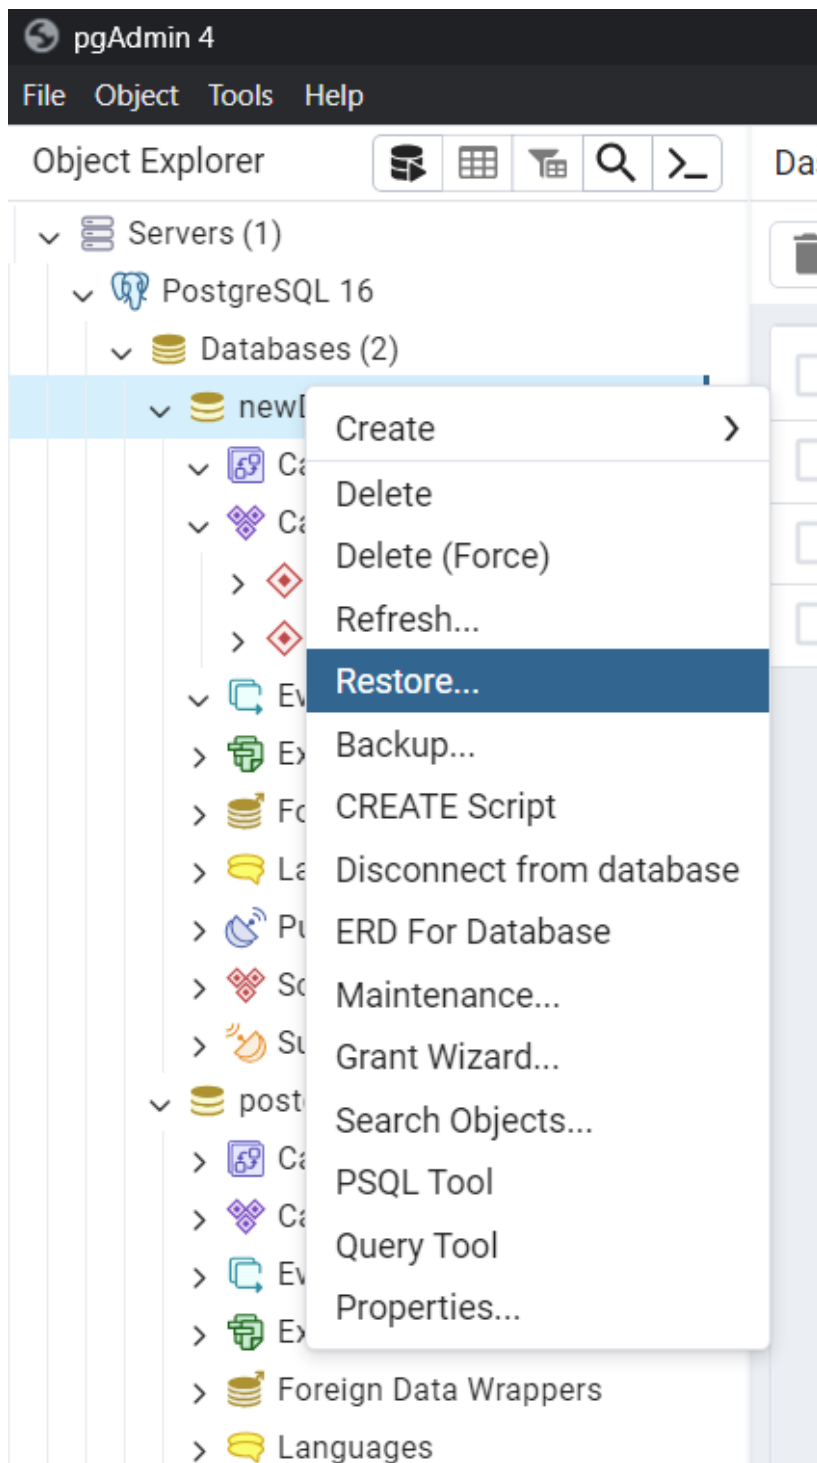 pgAdmin 4
File Object Tools Help
Object Explorer
Servers (1)
PostgreSQL 16
Databases (2)
Create
Delete
Delete (Force)
Refresh...
Restore...
Backup...
CREATE Script
Disconnect from database
ERD For Database
Maintenance...
Grant Wizard...
Search Objects...
PSQL Tool
Query Tool
Properties...
Foreign Data Wrappers
Languages